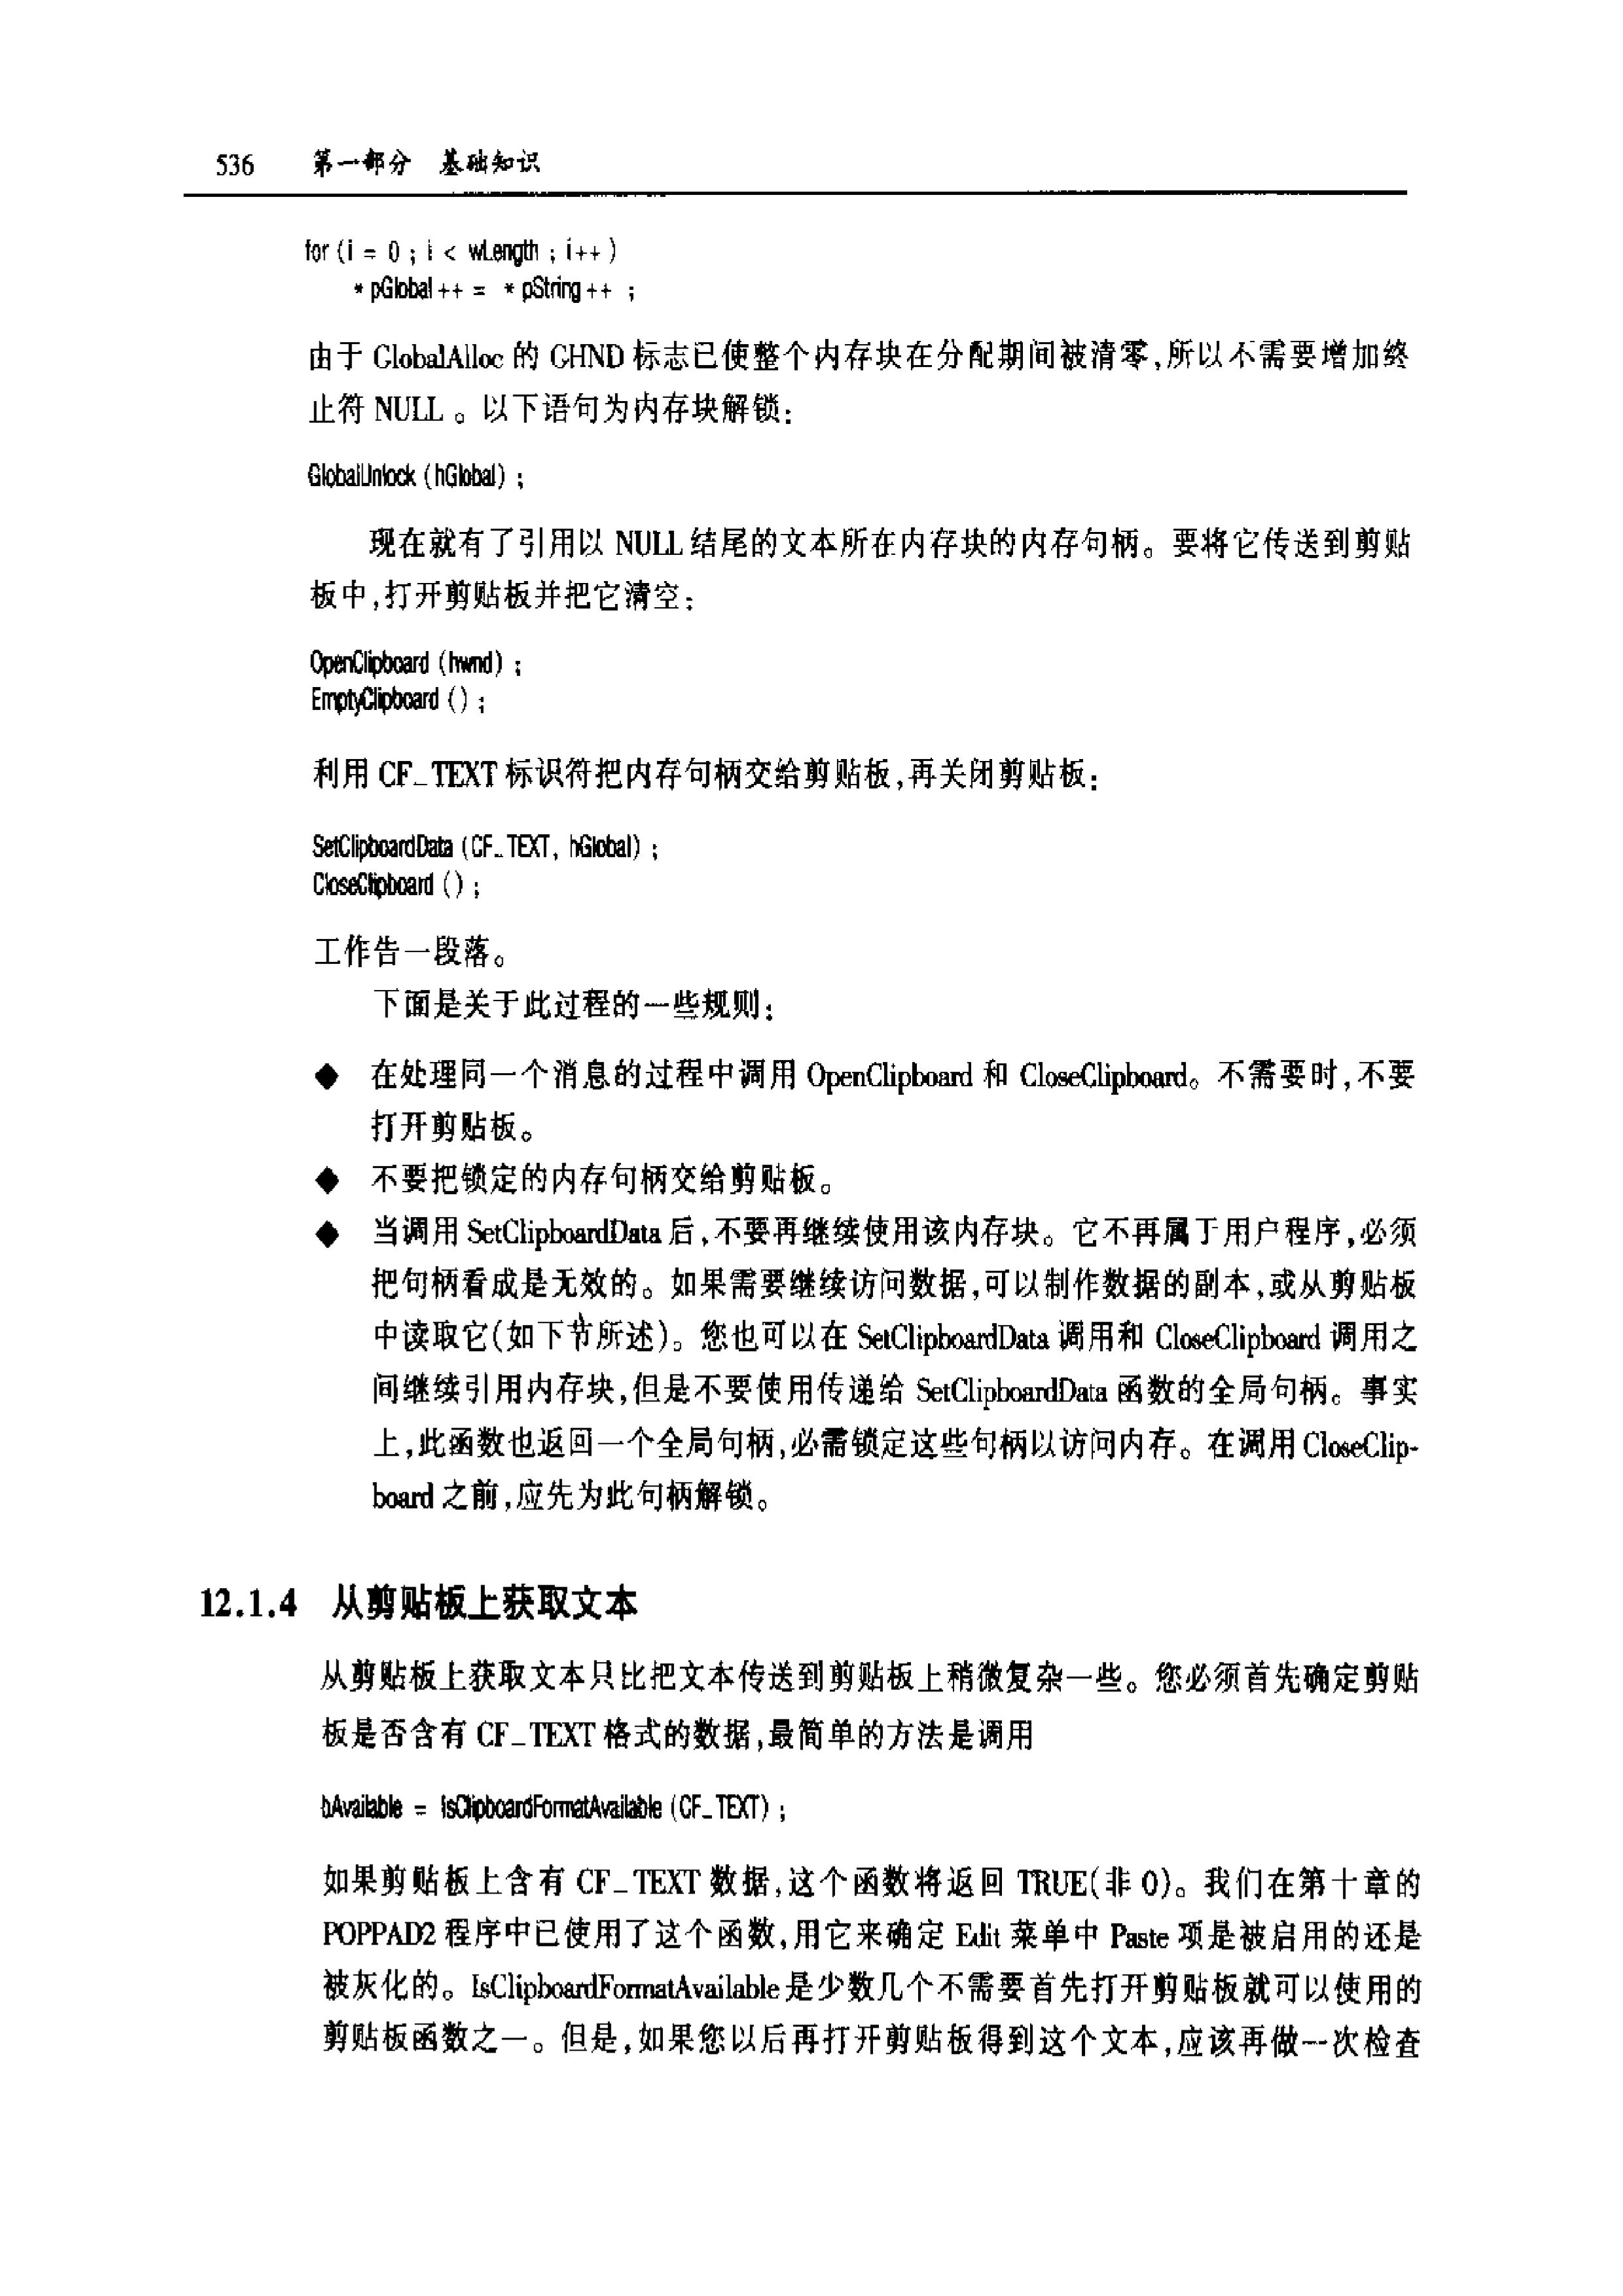 536 第一部分 基础知识
for (i = 0 ; i < wLength ; i++ )
* pGlobal ++ = * pString ++ ;
由于 GlobalAlloc 的 GHND 标志已使整个内存块在分配期间被清零,所以不需要增加终
止符 NULL 。以下语句为内存块解锁:
GlobalUnlock (hGlobal) ;
现在就有了引用以 NULL 结尾的文本所在内存块的内存句柄。要将它传送到剪贴
板中,打开剪贴板并把它清空:
OpenClipboard (hwnd) ;
EmptyClipboard () ;
利用 CF_TEXT 标识符把内存句柄交给剪贴板,再关闭剪贴板:
SetClipboardData (CF_TEXT, hGlobal) ;
CloseClipboard () ;
工作告一段落。
下面是关于此过程的一些规则:
◆ 在处理同一个消息的过程中调用 OpenClipboard 和 CloseClipboard。不需要时,不要
打开剪贴板。
◆ 不要把锁定的内存句柄交给剪贴板。
◆ 当调用 SetClipboardData 后,不要再继续使用该内存块。它不再属于用户程序,必须
把句柄看成是无效的。如果需要继续访问数据,可以制作数据的副本,或从剪贴板
中读取它(如下节所述)。您也可以在 SetClipboardData 调用和 CloseClipboard 调用之
间继续引用内存块,但是不要使用传递给 SetClipboardData 函数的全局句柄。事实
上,此函数也返回一个全局句柄,必需锁定这些句柄以访问内存。在调用 CloseClip-
board 之前,应先为此句柄解锁。
12.1.4 从剪贴板上获取文本
从剪贴板上获取文本只比把文本传送到剪贴板上稍微复杂一些。您必须首先确定剪贴
板是否含有 CF_TEXT 格式的数据,最简单的方法是调用
bAvailable = IsClipboardFormatAvailable (CF_TEXT) ;
如果剪贴板上含有 CF_TEXT 数据,这个函数将返回 TRUE(非 0)。我们在第十章的
POPPAD2 程序中已使用了这个函数,用它来确定 Edit 菜单中 Paste 项是被启用的还是
被灰化的。IsClipboardFormatAvailable 是少数几个不需要首先打开剪贴板就可以使用的
剪贴板函数之一。但是,如果您以后再打开剪贴板得到这个文本,应该再做一次检查